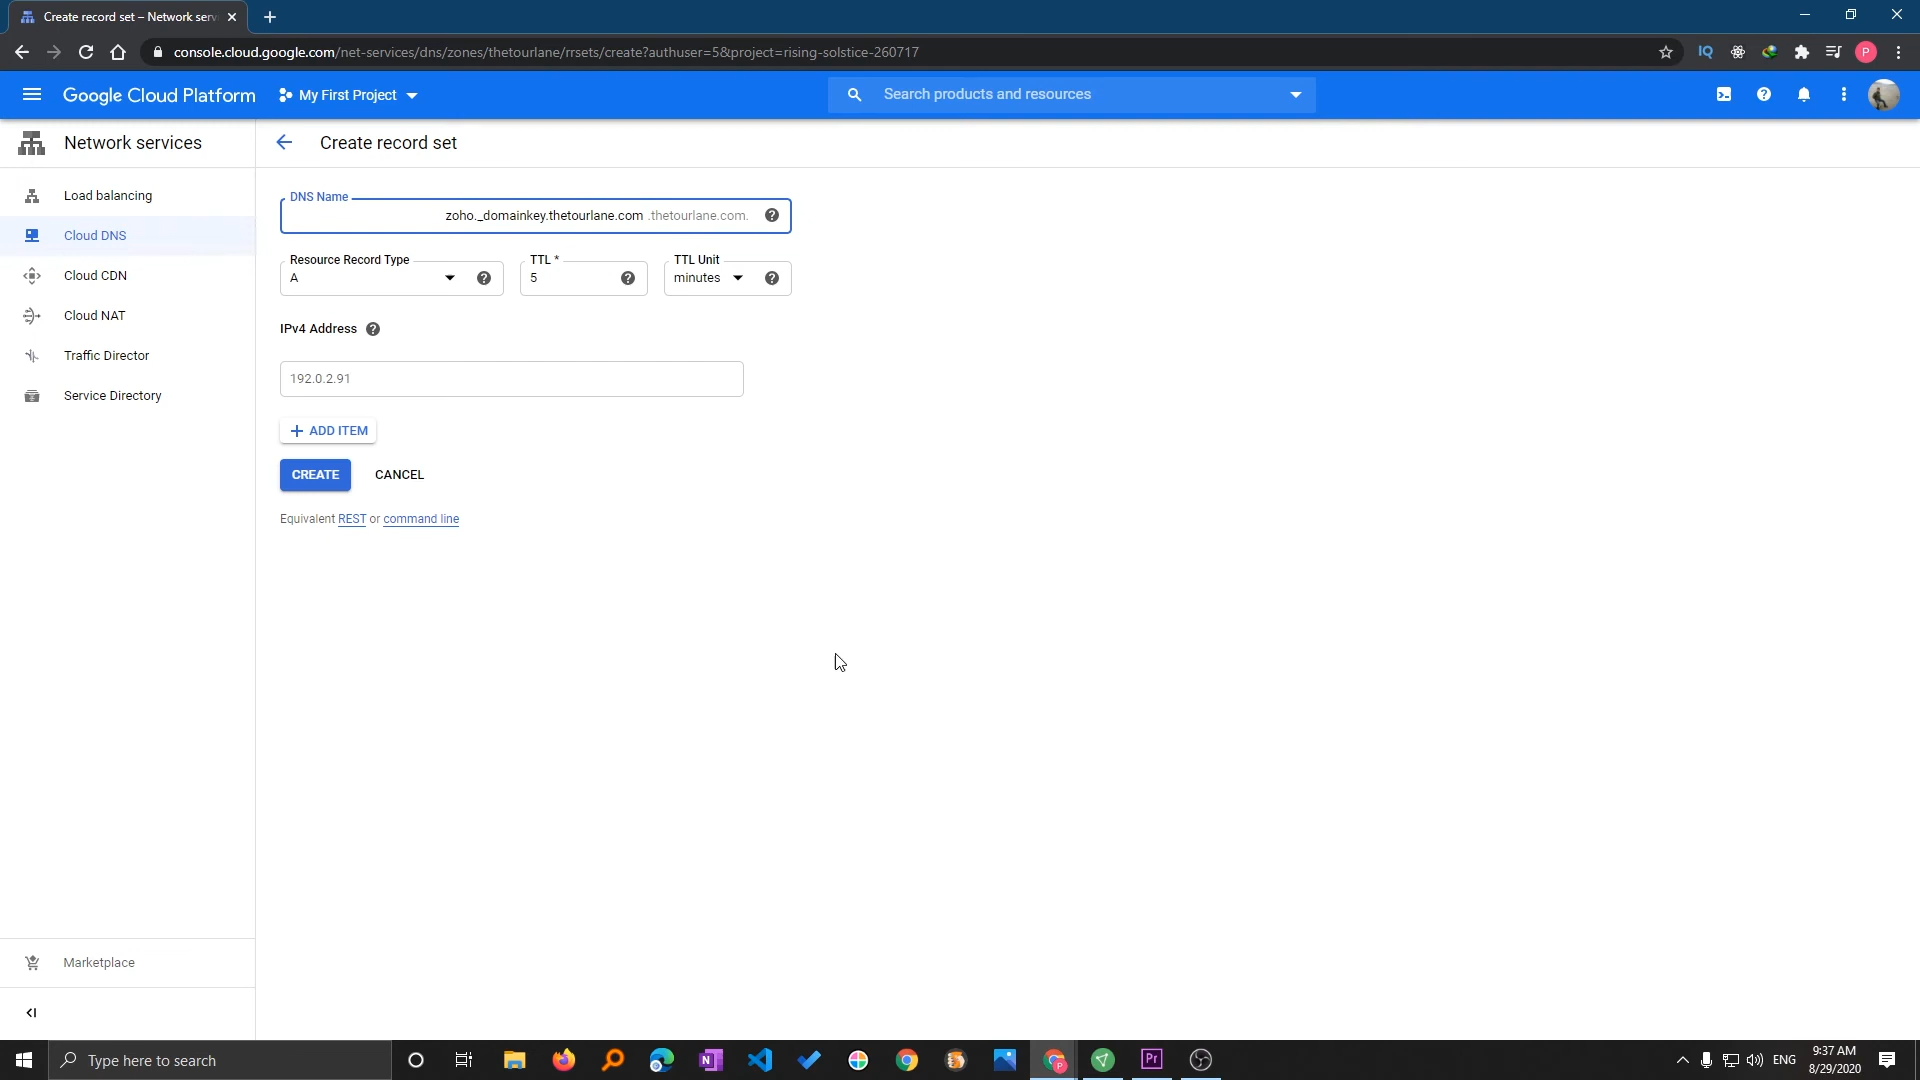 Create record set – Network serv
console.cloud.google.com/net-services/dns/zones/thetourlane/rrsets/create?authuser=5&project=rising-solstice-260717
IQ
P
Google Cloud Platform
My First Project
Search products and resources
Network services
Create record set
Load balancing
Cloud DNS
Cloud CDN
Cloud NAT
Traffic Director
Service Directory
DNS Name
zoho._domainkey.thetourlane.com .thetourlane.com.
Resource Record Type
A
TTL *
5
TTL Unit
minutes
IPv4 Address
192.0.2.91
ADD ITEM
CREATE
CANCEL
Equivalent REST or command line
Marketplace
Type here to search
N
P
Pr
ENG
9:37 AM
8/29/2020